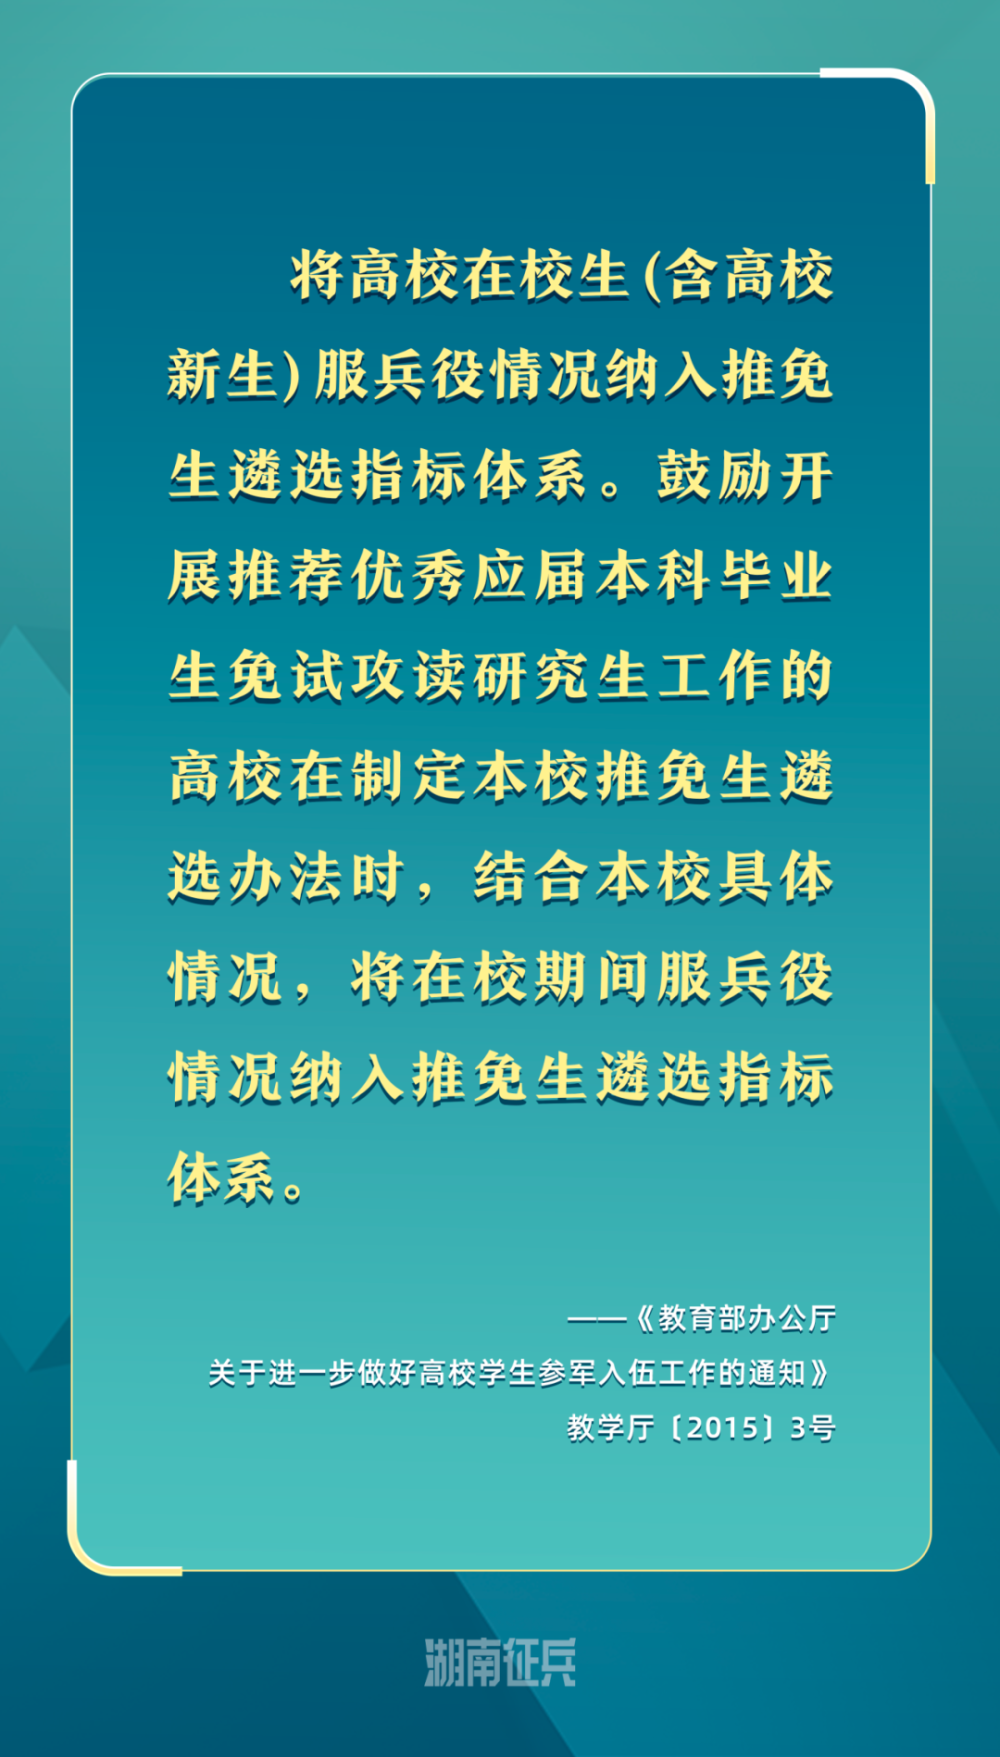 将高校在校生(含高校
新生)服兵役情况纳入推免
生遴选指标体系。鼓励开
展推荐优秀应届本科毕业
生免试攻读研究生工作的
高校在制定本校推免生遴
选办法时，结合本校具体
情况，将在校期间服兵役
情况纳入推免生遴选指标
体系。
——《教育部办公厅
关于进一步做好高校学生参军入伍工作的通知》
教学厅〔2015〕3号
湖南征兵